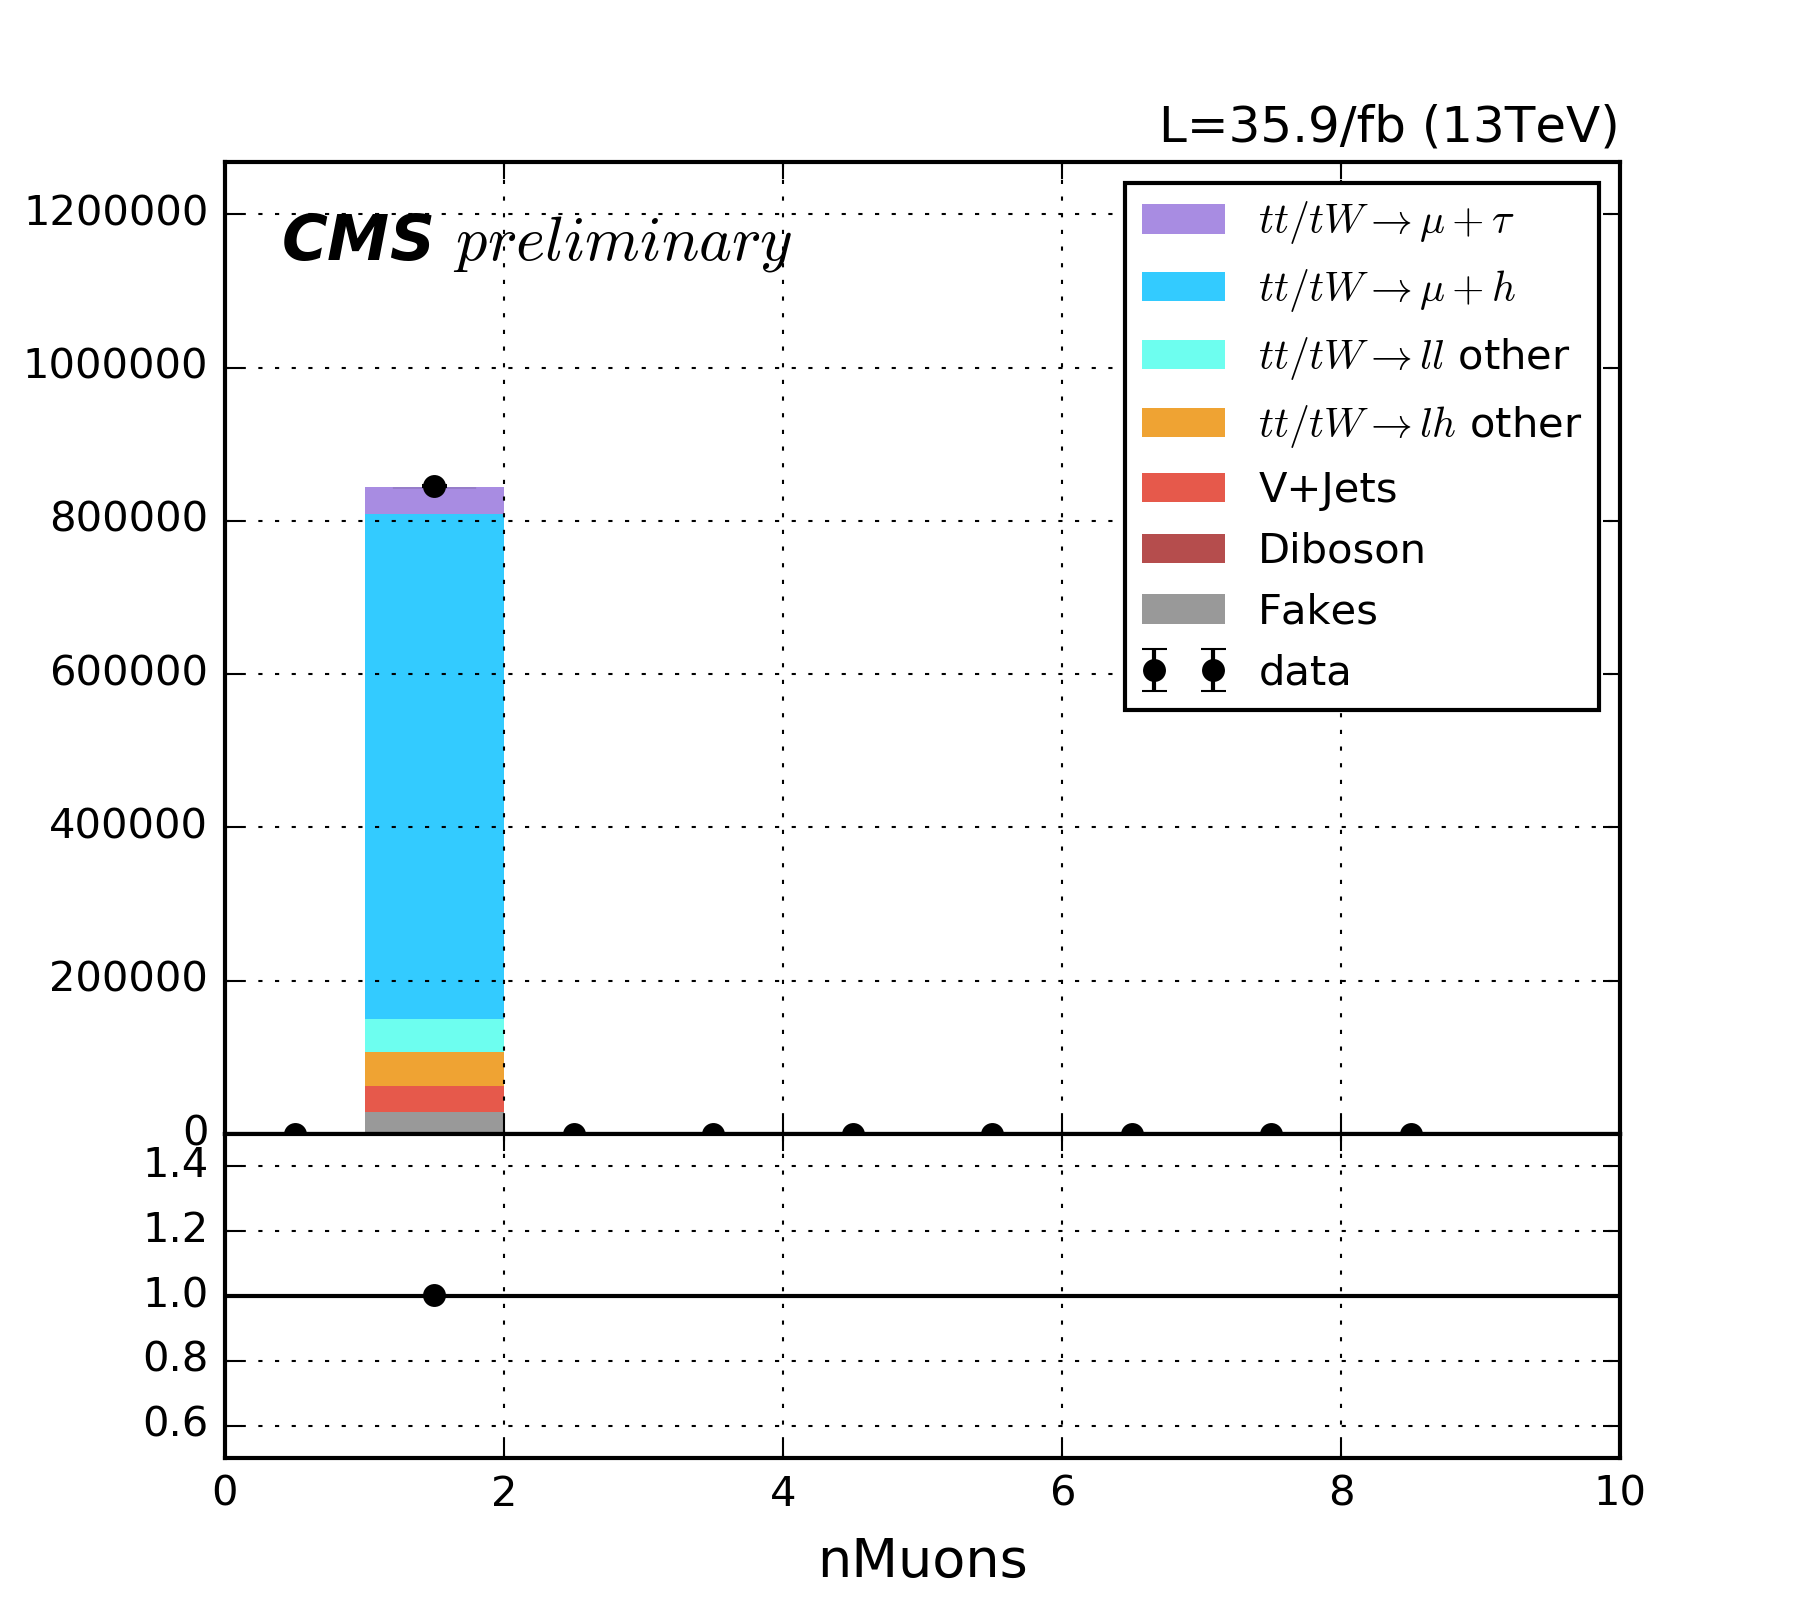 L=35.9/fb (13TeV)
CMS preliminary
1200000
1000000
800000
600000
400000
200000
0
tt/tW→μ+τ
tt/tW→μ+h
tt/tW→ll other
tt/tW→lh other
V+Jets
Diboson
Fakes
data
1.4
1.2
1.0
0.8
0.6
0 2 4 6 8 10
nMuons